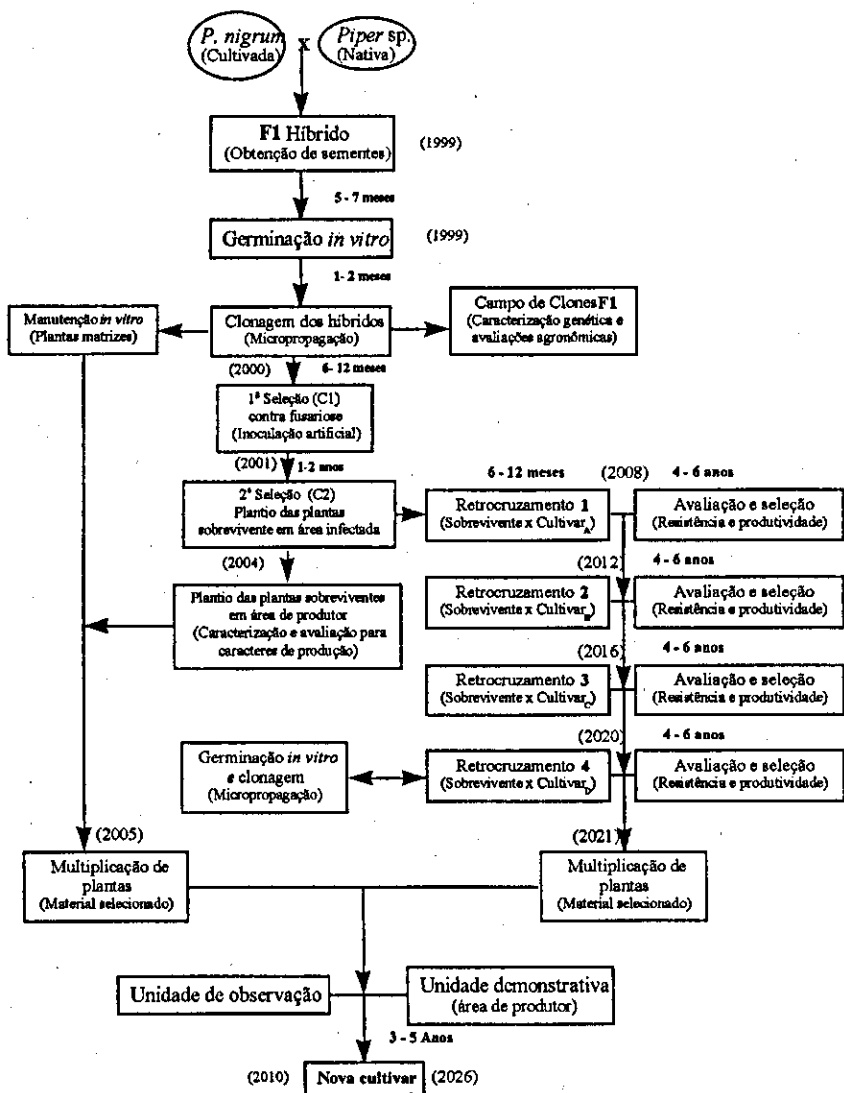 P. nigrum x Piper sp.
(Cultivada) (Nativa)
F1 Híbrido
(Obtenção de sementes)
(1999)
5 - 7 meses
Germinação in vitro
(1999)
1- 2 meses
Manutenção in vitro
(Plantas matrizes)
Clonagem dos híbridos
(Micropropagação)
Campo de Clones F1
(Caracterização genética e
avaliações agronômicas)
(2000) 6- 12 meses
1ª Seleção (C1)
contra fusariose
(Inoculação artificial)
(2001) 1-2 anos
2ª Seleção (C2)
Plantio das plantas
sobrevivente em área infectada
6 - 12 meses (2008) 4 - 6 anos
Retrocruzamento 1
(Sobrevivente x Cultivar A)
Avaliação e seleção
(Resistência e produtividade)
(2004)
Plantio das plantas sobreviventes
em área de produtor
(Caracterização e avaliação para
caracteres de produção)
(2012) 4 - 6 anos
Retrocruzamento 2
(Sobrevivente x Cultivar B)
Avaliação e seleção
(Resistência e produtividade)
(2016) 4 - 6 anos
Retrocruzamento 3
(Sobrevivente x Cultivar C)
Avaliação e seleção
(Resistência e produtividade)
(2020) 4 - 6 anos
Germinação in vitro
e clonagem
(Micropropagação)
Retrocruzamento 4
(Sobrevivente x Cultivar D)
Avaliação e seleção
(Resistência e produtividade)
(2005)
Multiplicação de
plantas
(Material selecionado)
(2021)
Multiplicação de
plantas
(Material selecionado)
Unidade de observação
Unidade demonstrativa
(área de produtor)
3 - 5 Anos
(2010) Nova cultivar (2026)